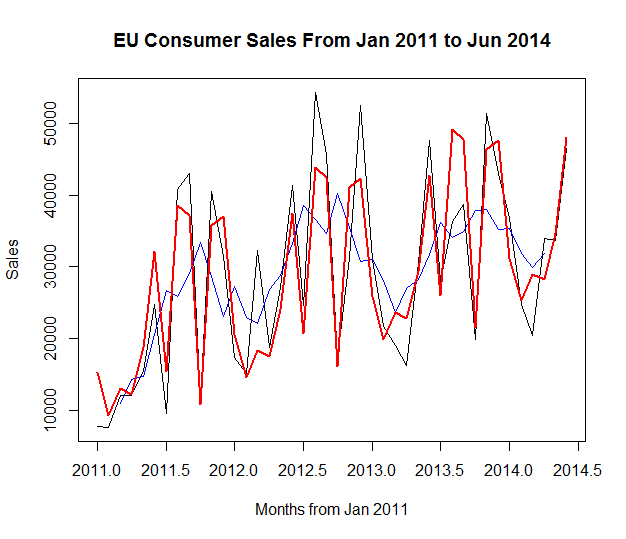 EU Consumer Sales From Jan 2011 to Jun 2014
Sales
50000
40000
30000
20000
10000
2011.0 2011.5 2012.0 2012.5 2013.0 2013.5 2014.0 2014.5
Months from Jan 2011